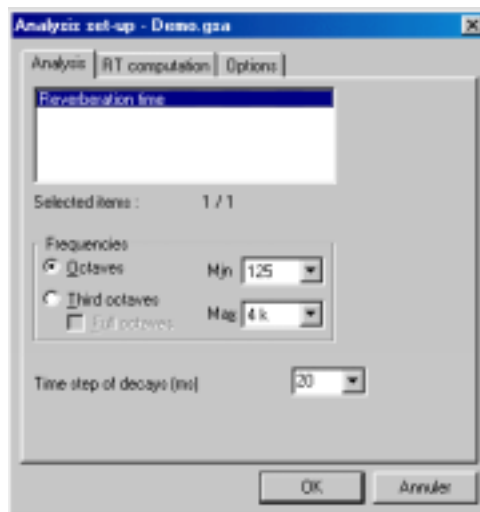 Analysis set-up - Demo.gsa
Analysis RT computation Options
Reverberation time
Selected items : 1 / 1
Frequencies
Octaves Min 125
Third octaves Max 4 k
Full octaves
Time step of decays (ms) 20
OK Annuler